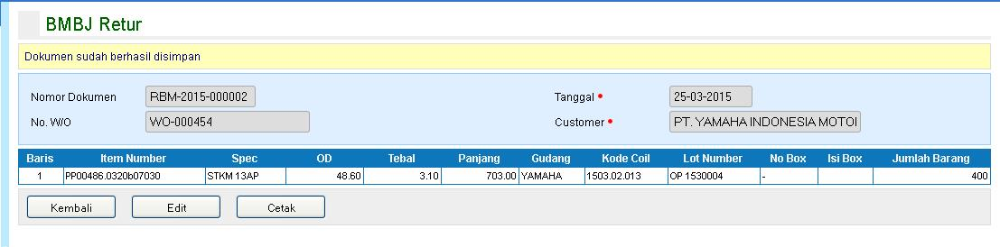 BMBJ Retur
Dokumen sudah berhasil disimpan
Nomor Dokumen RBM-2015-000002 Tanggal • 25-03-2015
No. W/O WO-000454 Customer • PT. YAMAHA INDONESIA MOTOI
Baris Item Number Spec OD Tebal Panjang Gudang Kode Coil Lot Number No Box Isi Box Jumlah Barang
1 PP00486.0320b07030 STKM 13AP 48.60 3.10 703.00 YAMAHA 1503.02.013 OP 1530004 - 400
Kembali Edit Cetak